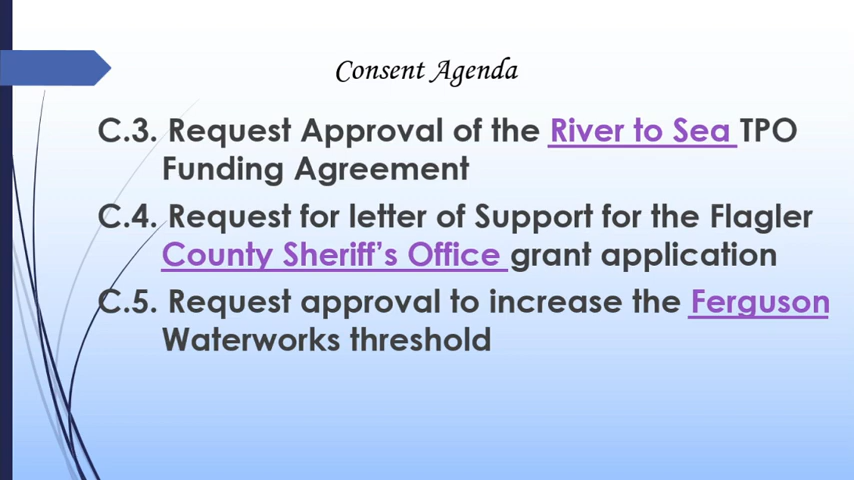 Consent Agenda
C.3. Request Approval of the River to Sea TPO
Funding Agreement
C.4. Request for letter of Support for the Flagler
County Sheriff’s Office grant application
C.5. Request approval to increase the Ferguson
Waterworks threshold